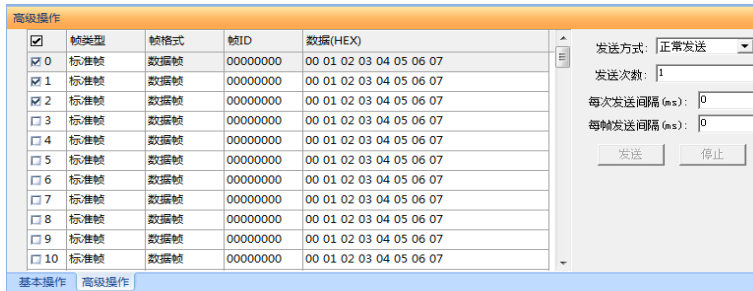 高级操作
帧类型 帧格式 帧ID 数据(HEX)
0 标准帧 数据帧 00000000 00 01 02 03 04 05 06 07
1 标准帧 数据帧 00000000 00 01 02 03 04 05 06 07
2 标准帧 数据帧 00000000 00 01 02 03 04 05 06 07
3 标准帧 数据帧 00000000 00 01 02 03 04 05 06 07
4 标准帧 数据帧 00000000 00 01 02 03 04 05 06 07
5 标准帧 数据帧 00000000 00 01 02 03 04 05 06 07
6 标准帧 数据帧 00000000 00 01 02 03 04 05 06 07
7 标准帧 数据帧 00000000 00 01 02 03 04 05 06 07
8 标准帧 数据帧 00000000 00 01 02 03 04 05 06 07
9 标准帧 数据帧 00000000 00 01 02 03 04 05 06 07
10 标准帧 数据帧 00000000 00 01 02 03 04 05 06 07
发送方式: 正常发送
发送次数: 1
每次发送间隔(ms): 0
每帧发送间隔(ms): 0
发送 停止
基本操作 高级操作